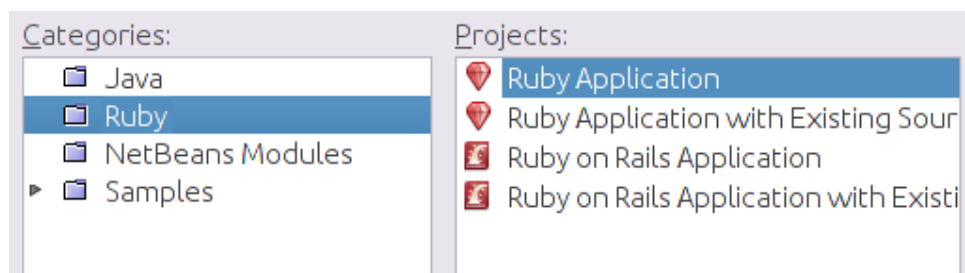 Categories:
Java
Ruby
NetBeans Modules
Samples
Projects:
Ruby Application
Ruby Application with Existing Sour
Ruby on Rails Application
Ruby on Rails Application with Existi